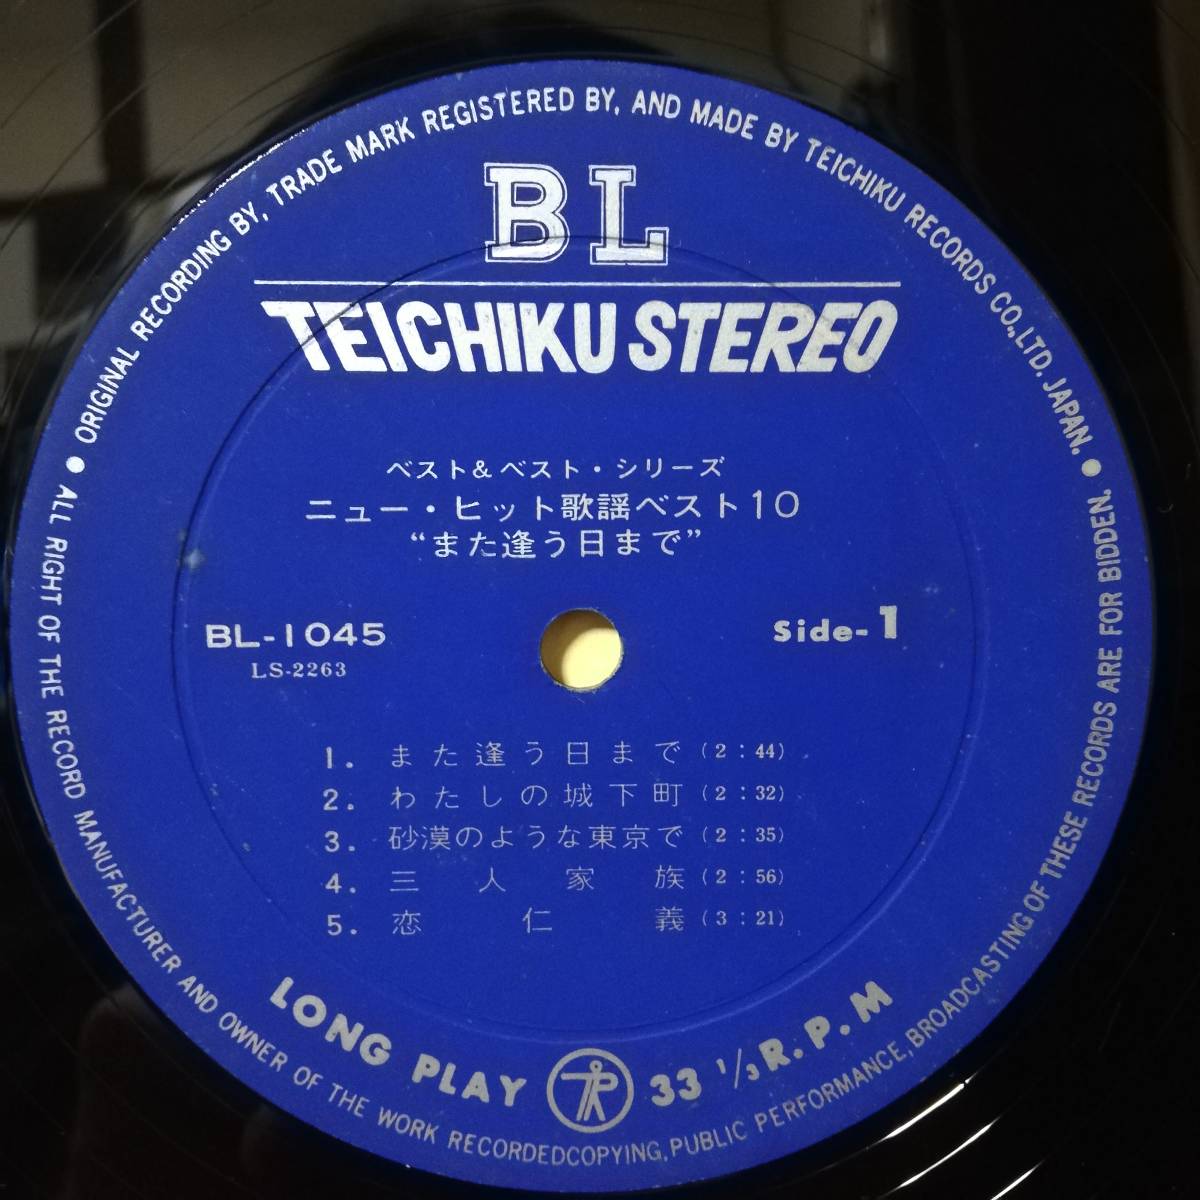 ORIGINAL RECORDING BY, TRADE MARK REGISTERED BY, AND MADE BY TEICHIKU RECORDS CO., LTD. JAPAN.
BL
TEICHIKU STEREO
ベスト&ベスト・シリーズ
ニュー・ヒット歌謡ベスト10
“また逢う日まで”
BL-1045
LS-2263
Side-1
1. また逢う日まで (2:44)
2. わたしの城下町 (2:32)
3. 砂漠のような東京で (2:35)
4. 三人家族 (2:56)
5. 恋仁義 (3:21)
LONG PLAY 33 1/3 R.P.M
ALL RIGHT OF THE RECORD MANUFACTURER AND OWNER OF THE WORK RECORDEDCOPYING, PUBLIC PERFORMANCE, BROADCASTING OF THESE RECORDS ARE FOR BIDDEN.